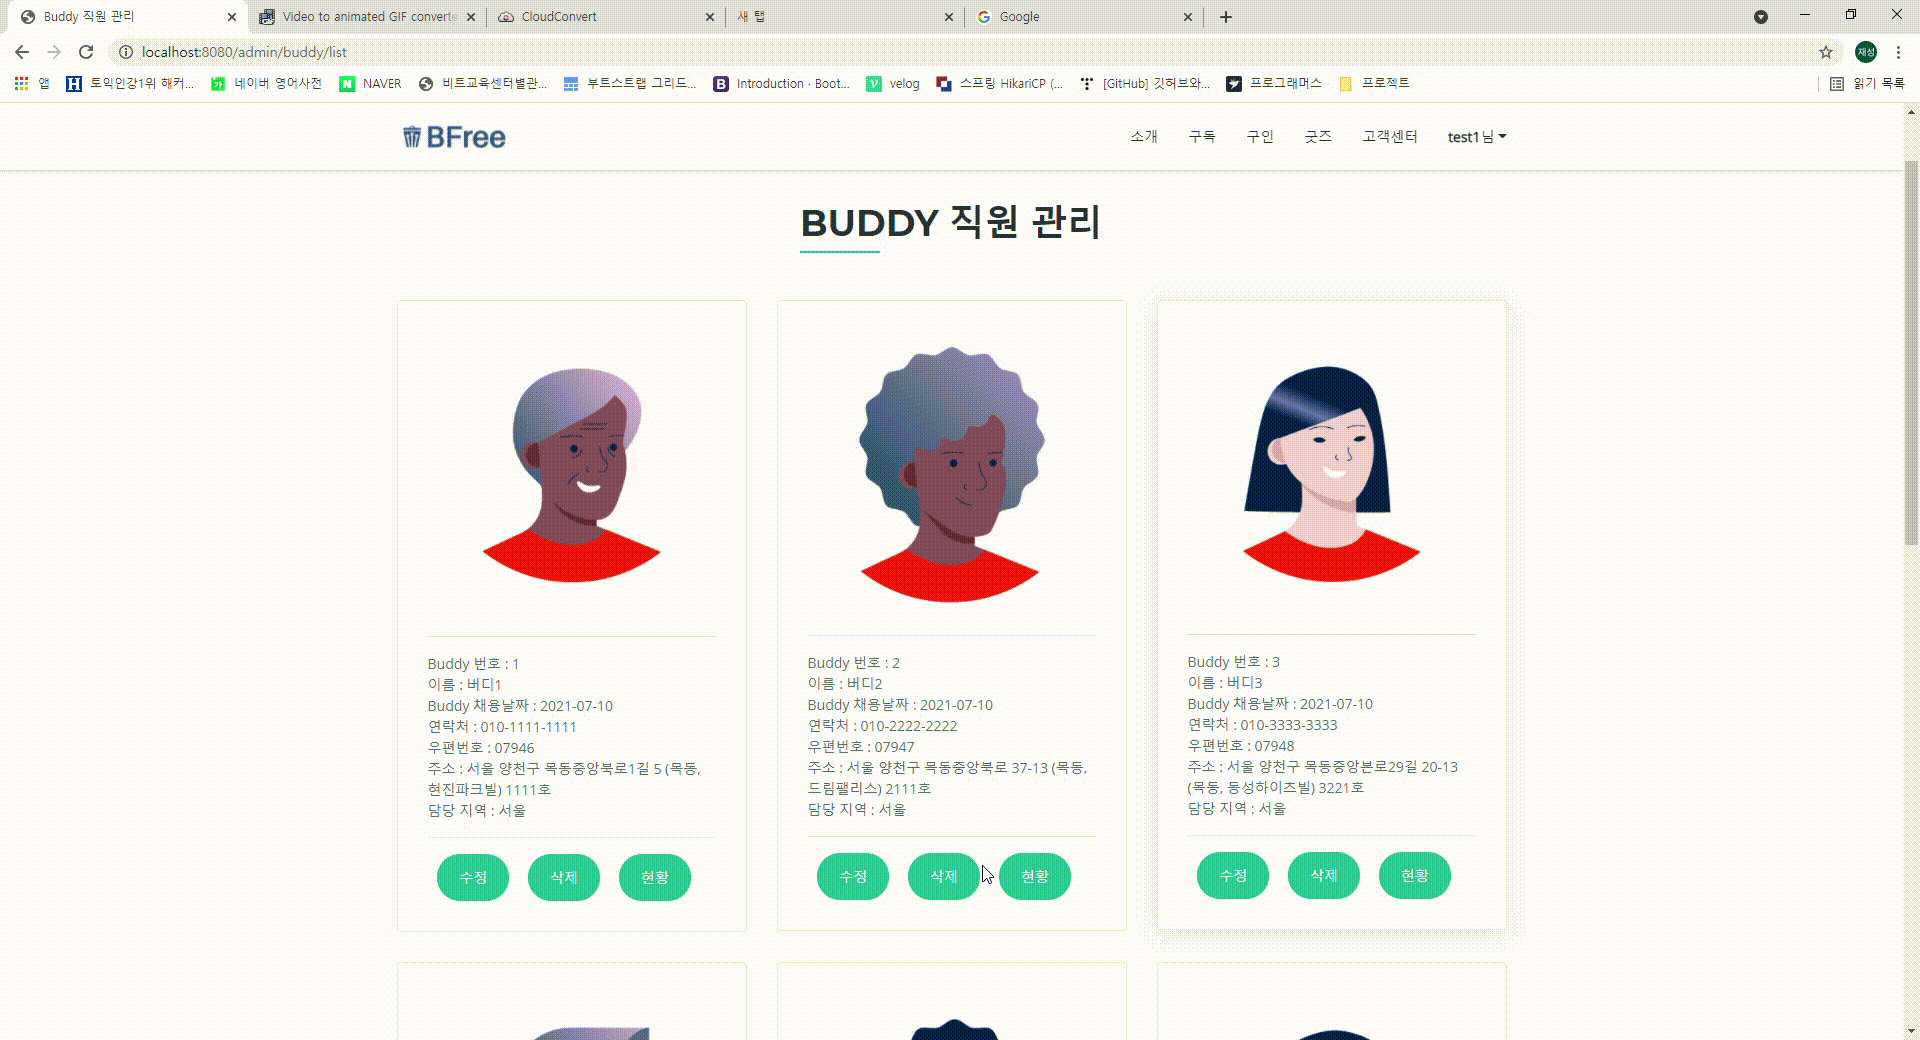 Buddy 직원 관리
Video to animated GIF converte
CloudConvert
새 탭
Google
localhost:8080/admin/buddy/list
재성
앱
토익인강1위 해커...
네이버 영어사전
NAVER
비트교육센터별관...
부트스트랩 그리드...
Introduction · Boot...
velog
스프링 HikariCP (...
[GitHub] 깃허브와...
프로그래머스
프로젝트
읽기 목록
BFree
소개
구독
구인
굿즈
고객센터
test1님
BUDDY 직원 관리
Buddy 번호 : 1
이름 : 버디1
Buddy 채용날짜 : 2021-07-10
연락처 : 010-1111-1111
우편번호 : 07946
주소 : 서울 양천구 목동중앙북로1길 5 (목동,
현진파크빌) 1111호
담당 지역 : 서울
수정
삭제
현황
Buddy 번호 : 2
이름 : 버디2
Buddy 채용날짜 : 2021-07-10
연락처 : 010-2222-2222
우편번호 : 07947
주소 : 서울 양천구 목동중앙북로 37-13 (목동,
드림팰리스) 2111호
담당 지역 : 서울
수정
삭제
현황
Buddy 번호 : 3
이름 : 버디3
Buddy 채용날짜 : 2021-07-10
연락처 : 010-3333-3333
우편번호 : 07948
주소 : 서울 양천구 목동중앙본로29길 20-13
(목동, 동성하이츠빌) 3221호
담당 지역 : 서울
수정
삭제
현황